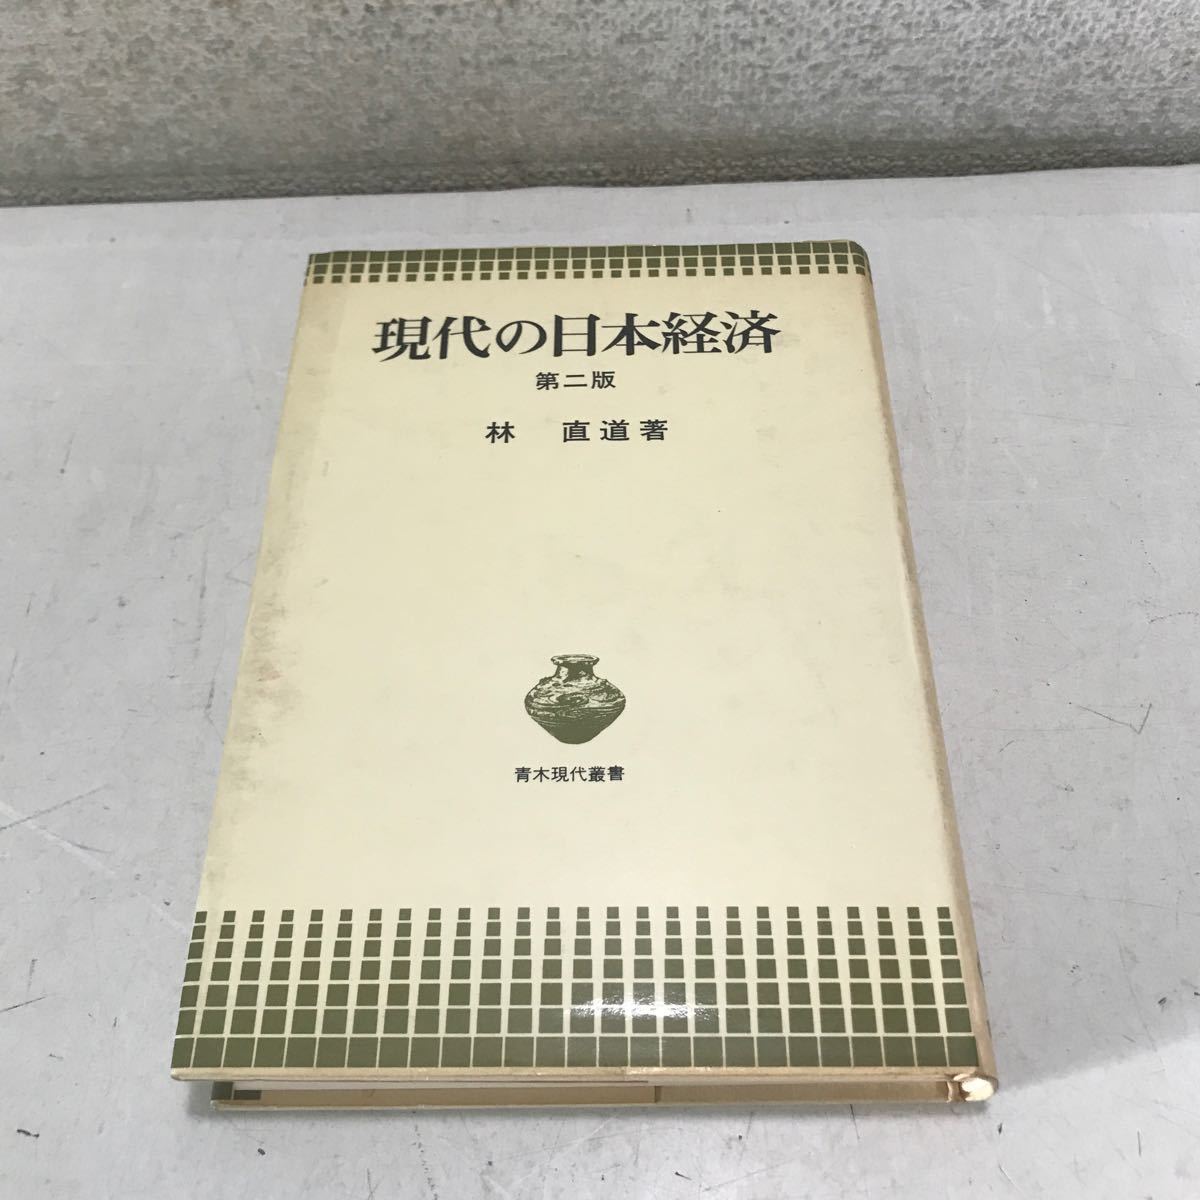 現代の日本経済
第二版
林 直道著
青木現代叢書